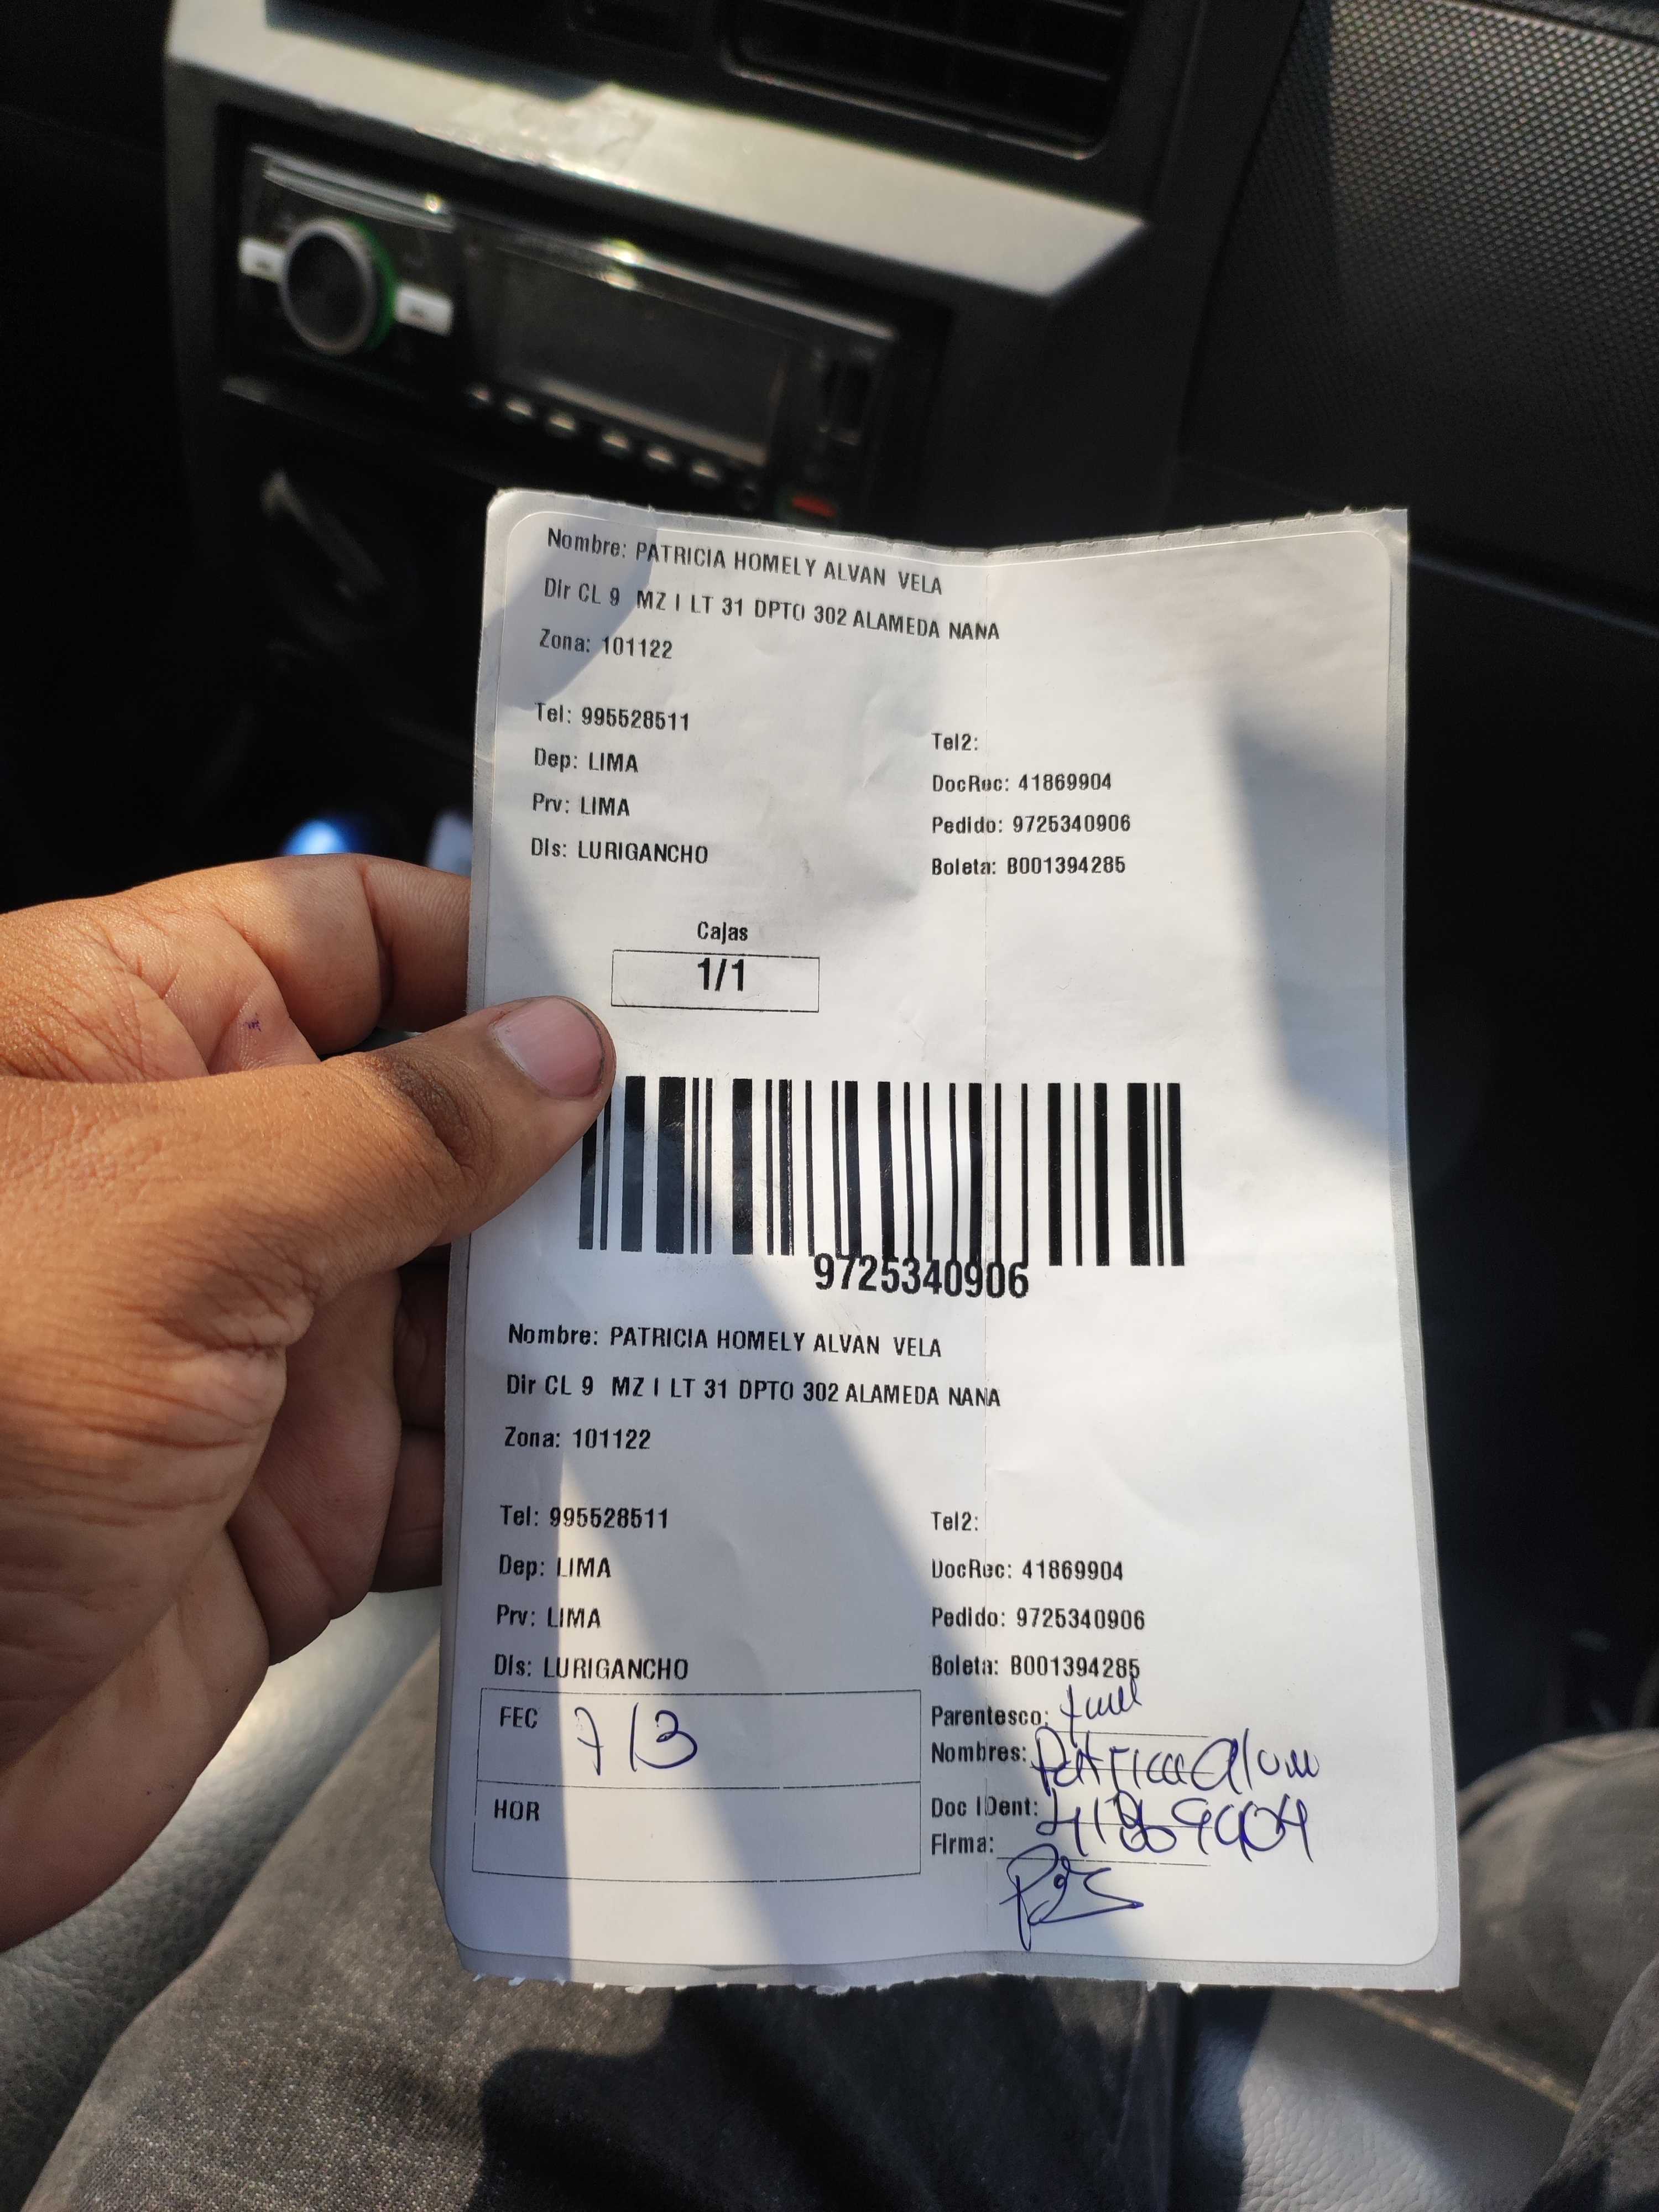 Nombre: PATRICIA HOMELY ALVAN VELA
Dir CL 9 MZ I LT 31 DPTO 302 ALAMEDA NANA
Zona: 101122
Tel: 995528511
Tel2:
Dep: LIMA
DocRec: 41869904
Prv: LIMA
Pedido: 9725340906
Dis: LURIGANCHO
Boleta: B001394285
Cajas
1/1
9725340906
Nombre: PATRICIA HOMELY ALVAN VELA
Dir CL 9 MZ I LT 31 DPTO 302 ALAMEDA NANA
Zona: 101122
Tel: 995528511
Tel2:
Dep: LIMA
DocRec: 41869904
Prv: LIMA
Pedido: 9725340906
Dis: LURIGANCHO
Boleta: B001394285
FEC 7/3
Parentesco:
Nombres: Patricia Alvan
HOR
Doc IDent: 41869904
Firma: